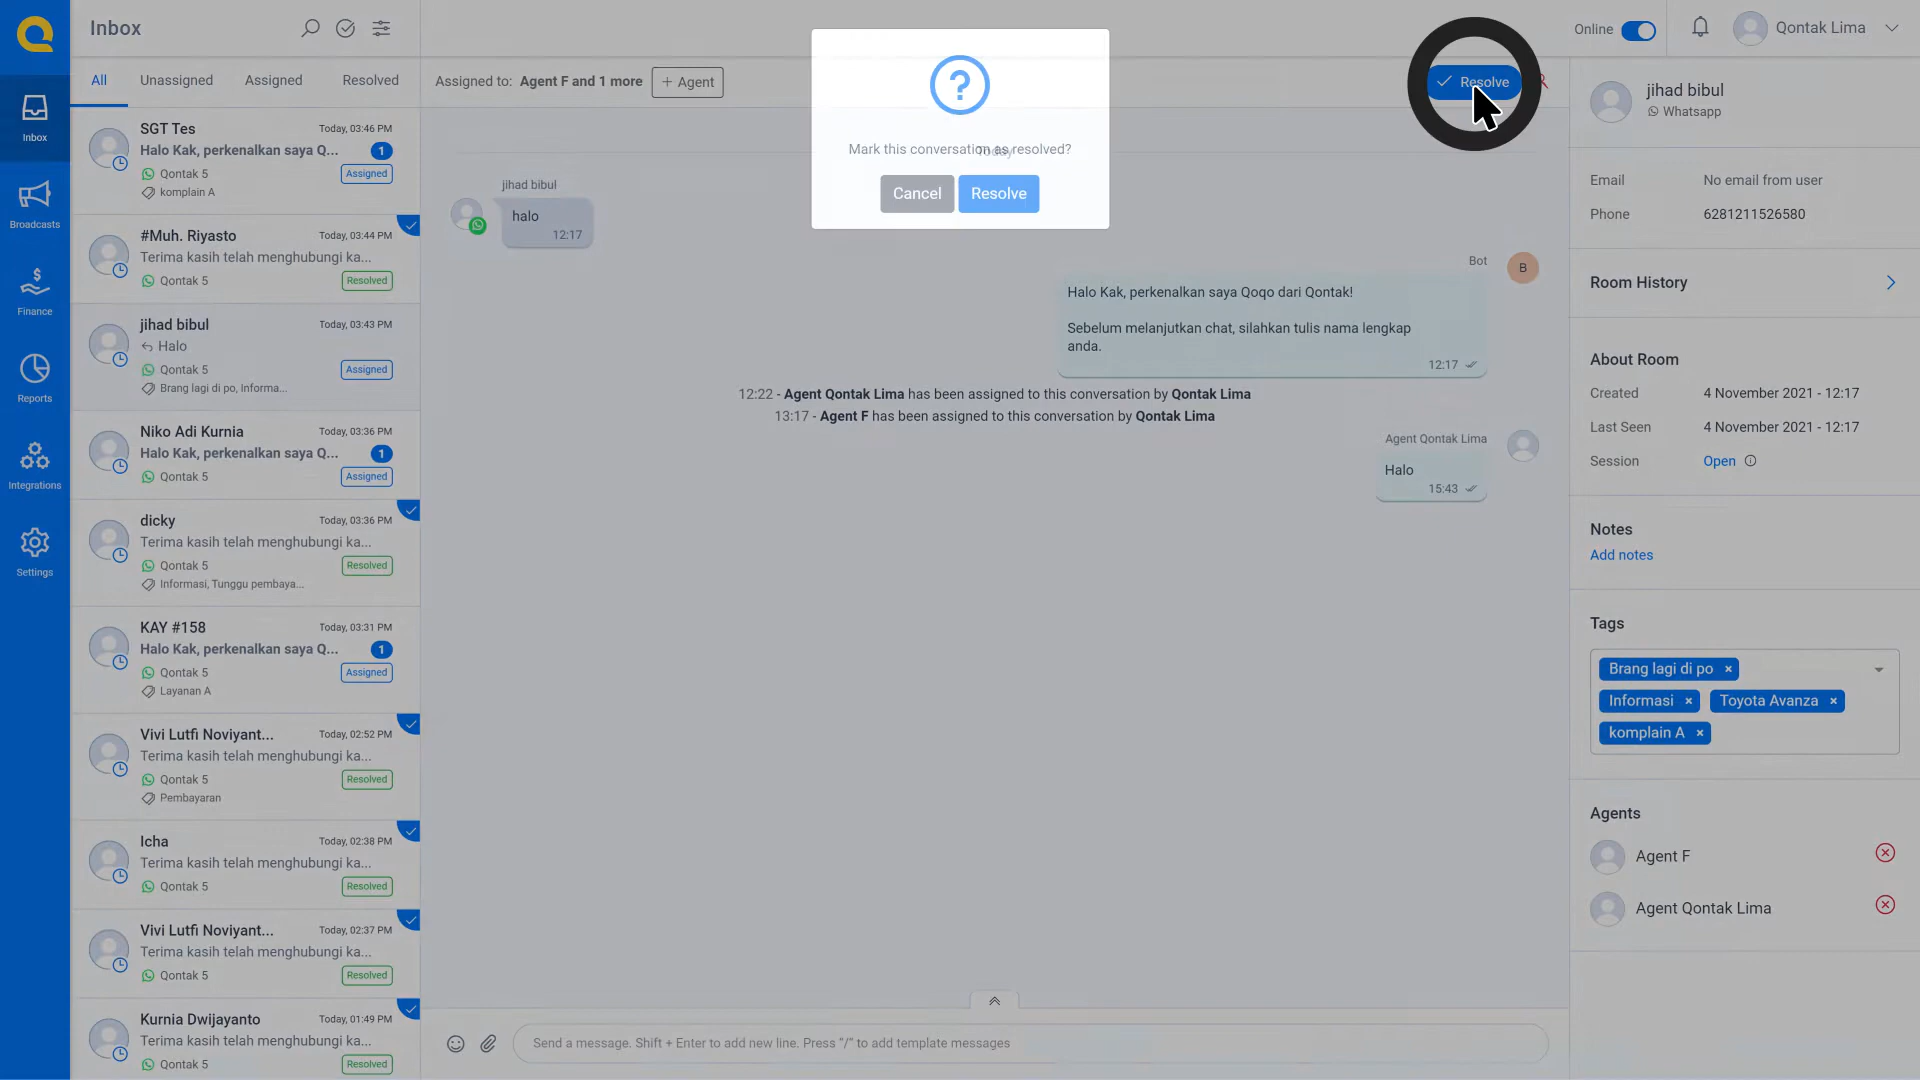 Inbox
Online
Qontak Lima
All
Unassigned
Assigned
Resolved
Assigned to: Agent F and 1 more
+ Agent
Resolve
?
Mark this conversation as resolved?
Today
Cancel
Resolve
Inbox
Broadcasts
Finance
Reports
Integrations
Settings
SGT Tes
Today, 03:46 PM
Halo Kak, perkenalkan saya Q...
1
Qontak 5
Assigned
komplain A
#Muh. Riyasto
Today, 03:44 PM
Terima kasih telah menghubungi ka...
Qontak 5
Resolved
jihad bibul
Today, 03:43 PM
Halo
Qontak 5
Assigned
Brang lagi di po, Informa...
Niko Adi Kurnia
Today, 03:36 PM
Halo Kak, perkenalkan saya Q...
1
Qontak 5
Assigned
dicky
Today, 03:36 PM
Terima kasih telah menghubungi ka...
Qontak 5
Resolved
Informasi, Tunggu pembaya...
KAY #158
Today, 03:31 PM
Halo Kak, perkenalkan saya Q...
1
Qontak 5
Assigned
Layanan A
Vivi Lutfi Noviyant...
Today, 02:52 PM
Terima kasih telah menghubungi ka...
Qontak 5
Resolved
Pembayaran
Icha
Today, 02:38 PM
Terima kasih telah menghubungi ka...
Qontak 5
Resolved
Vivi Lutfi Noviyant...
Today, 02:37 PM
Terima kasih telah menghubungi ka...
Qontak 5
Resolved
Kurnia Dwijayanto
Today, 01:49 PM
Terima kasih telah menghubungi ka...
Qontak 5
Resolved
jihad bibul
halo
12:17
Bot
B
Halo Kak, perkenalkan saya Qoqo dari Qontak!
Sebelum melanjutkan chat, silahkan tulis nama lengkap
anda.
12:17
12:22 - Agent Qontak Lima has been assigned to this conversation by Qontak Lima
13:17 - Agent F has been assigned to this conversation by Qontak Lima
Agent Qontak Lima
Halo
15:43
Send a message. Shift + Enter to add new line. Press "/" to add template messages
jihad bibul
Whatsapp
Email
No email from user
Phone
6281211526580
Room History
About Room
Created
4 November 2021 - 12:17
Last Seen
4 November 2021 - 12:17
Session
Open
Notes
Add notes
Tags
Brang lagi di po ×
Informasi × Toyota Avanza ×
komplain A ×
Agents
Agent F
Agent Qontak Lima